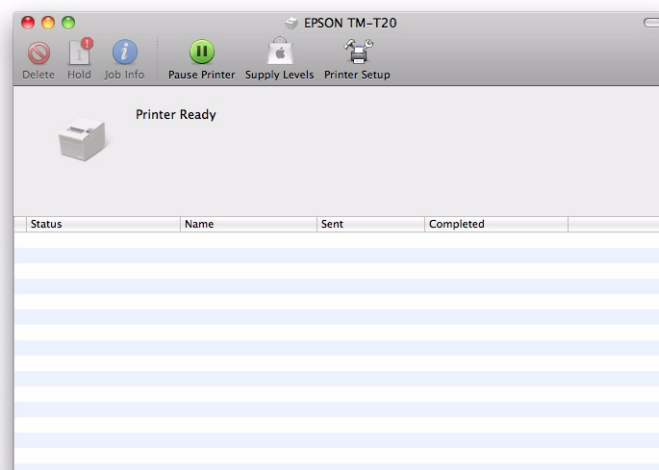 EPSON TM-T20
Delete Hold Job Info Pause Printer Supply Levels Printer Setup
Printer Ready
Status Name Sent Completed